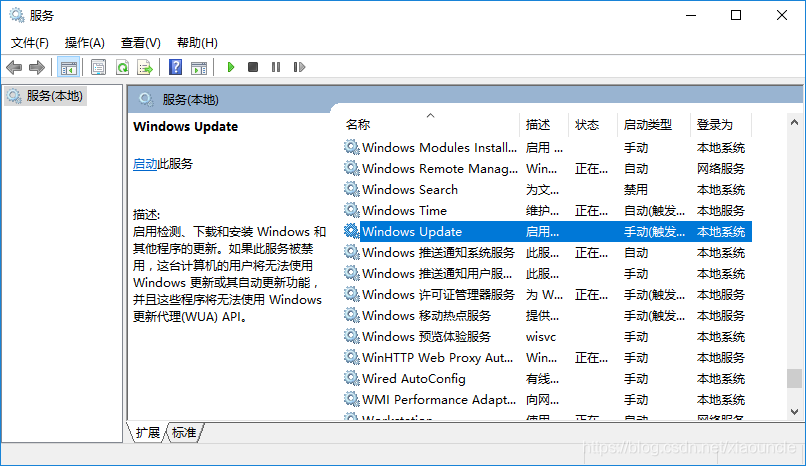 服务
文件(F) 操作(A) 查看(V) 帮助(H)
服务(本地)
服务(本地)
Windows Update
启动此服务
描述:
启用检测、下载和安装 Windows 和
其他程序的更新。如果此服务被禁
用，这台计算机的用户将无法使用
Windows 更新或其自动更新功能，
并且这些程序将无法使用 Windows
更新代理(WUA) API。
名称 描述 状态 启动类型 登录为
Windows Modules Install... 启用 ... 手动 本地系统
Windows Remote Manag... Win... 正在... 自动 网络服务
Windows Search 为文... 禁用 本地系统
Windows Time 维护... 正在... 自动(触发... 本地服务
Windows Update 启用... 手动(触发... 本地系统
Windows 推送通知系统服务 此服... 正在... 自动 本地系统
Windows 推送通知用户服... 此服... 手动 本地系统
Windows 许可证管理器服务 为 W... 正在... 手动(触发... 本地服务
Windows 移动热点服务 提供... 手动(触发... 本地服务
Windows 预览体验服务 wisvc 手动 本地系统
WinHTTP Web Proxy Aut... Win... 正在... 手动 本地服务
Wired AutoConfig 有线... 手动 本地系统
WMI Performance Adapt... 向网... 手动 本地系统
Workstation 使用 正在 自动 网络服务
扩展 标准
https://blog.csdn.net/xiaouncle